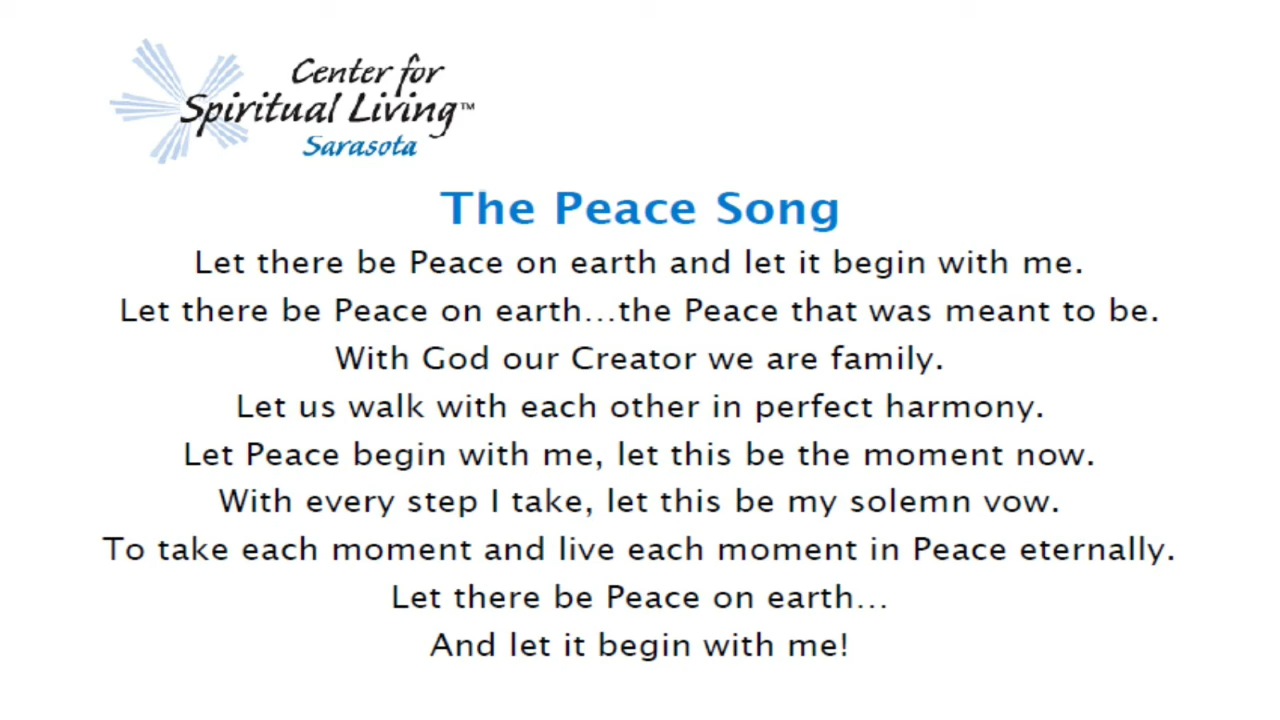 Center for
Spiritual Living™
Sarasota
The Peace Song
Let there be Peace on earth and let it begin with me.
Let there be Peace on earth...the Peace that was meant to be.
With God our Creator we are family.
Let us walk with each other in perfect harmony.
Let Peace begin with me, let this be the moment now.
With every step I take, let this be my solemn vow.
To take each moment and live each moment in Peace eternally.
Let there be Peace on earth...
And let it begin with me!